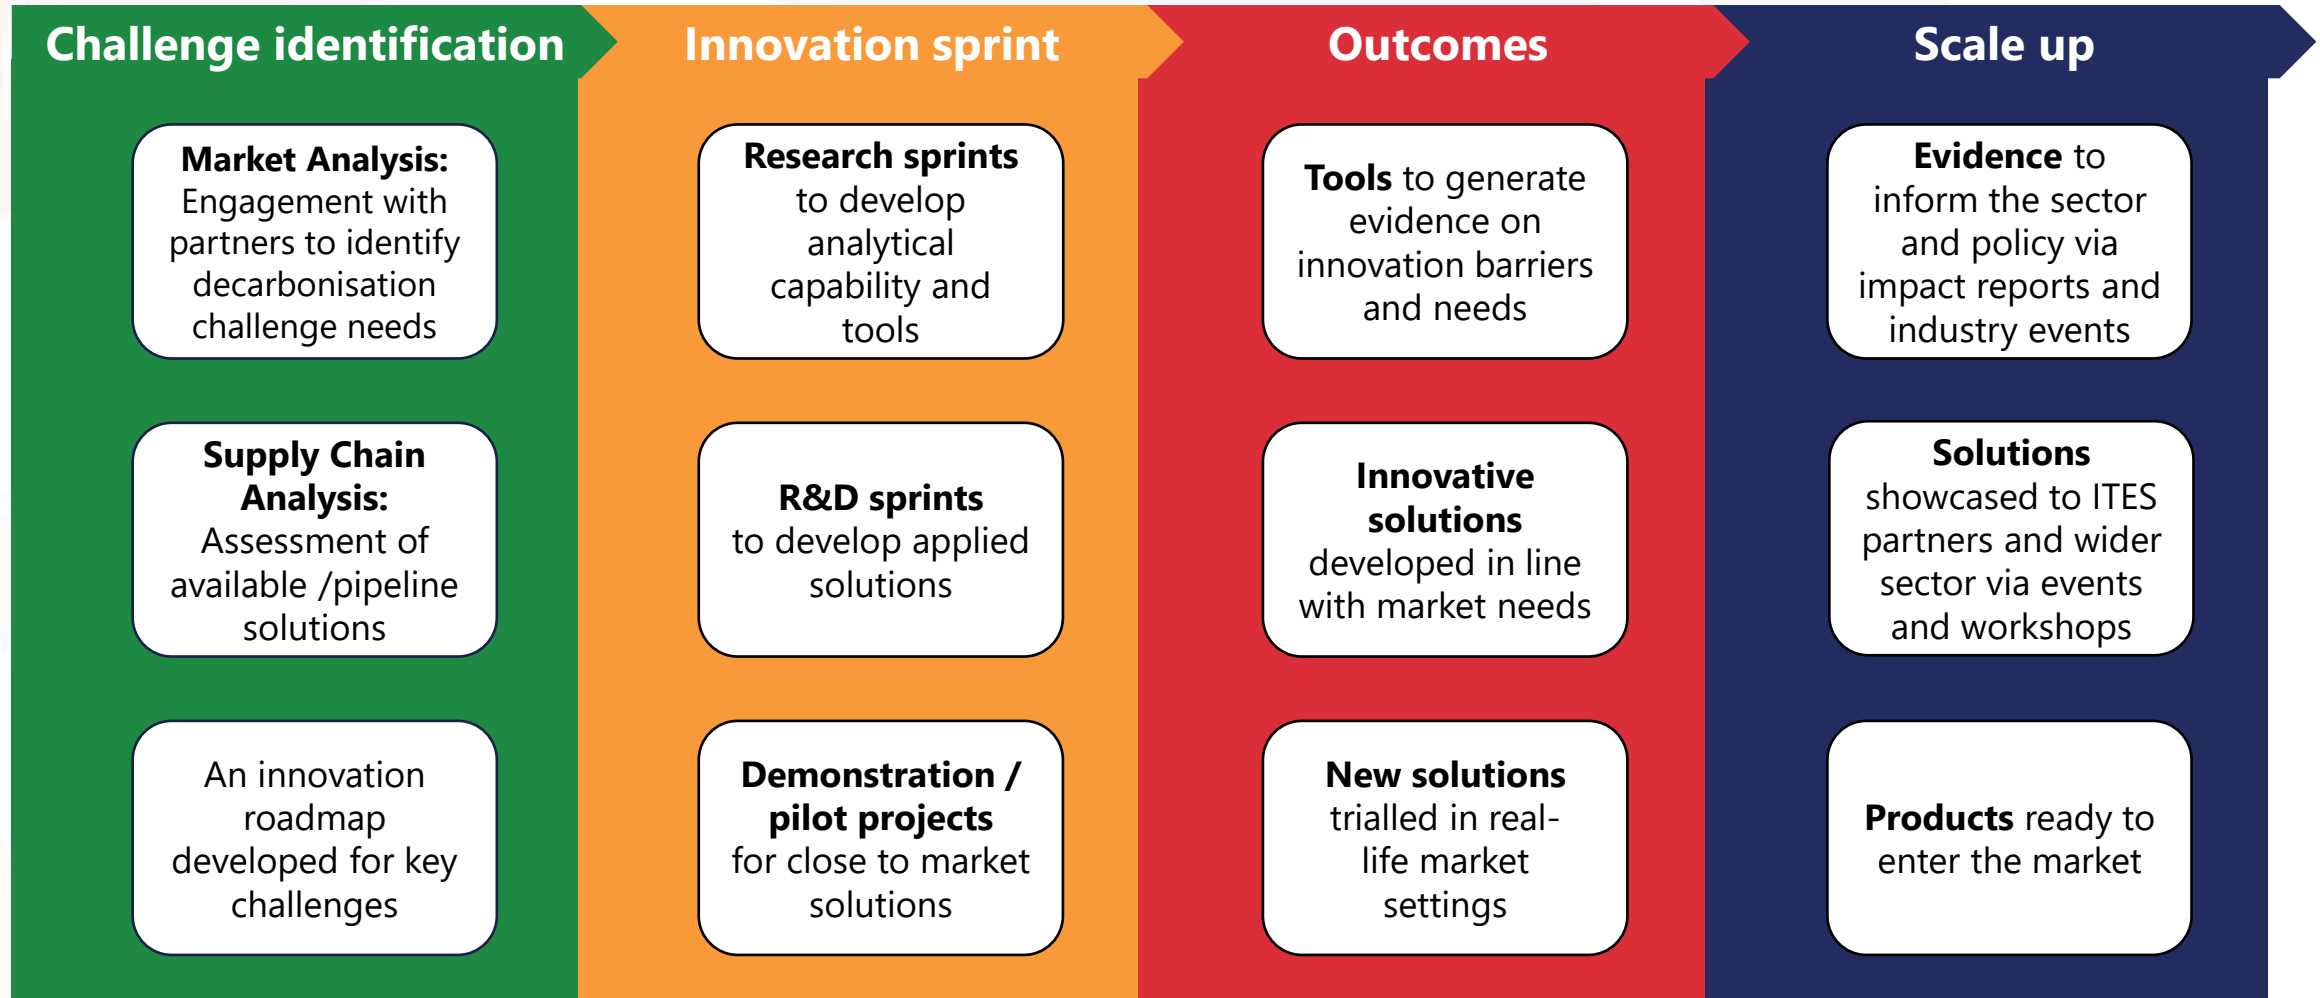 Challenge identification
Market Analysis:
Engagement with
partners to identify
decarbonisation
challenge needs
Supply Chain
Analysis:
Assessment of
available /pipeline
solutions
An innovation
roadmap
developed for key
challenges
Innovation sprint
Research sprints
to develop
analytical
capability and
tools
R&D sprints
to develop applied
solutions
Demonstration /
pilot projects
for close to market
solutions
Outcomes
Tools to generate
evidence on
innovation barriers
and needs
Innovative
solutions
developed in line
with market needs
New solutions
trialled in real-
life market
settings
Scale up
Evidence to
inform the sector
and policy via
impact reports and
industry events
Solutions
showcased to ITES
partners and wider
sector via events
and workshops
Products ready to
enter the market